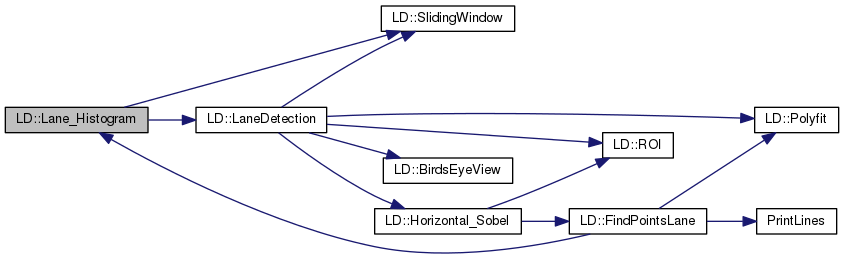 LD::SlidingWindow
LD::Lane_Histogram
LD::LaneDetection
LD::Polyfit
LD::ROI
LD::BirdsEyeView
LD::Horizontal_Sobel
LD::FindPointsLane
PrintLines